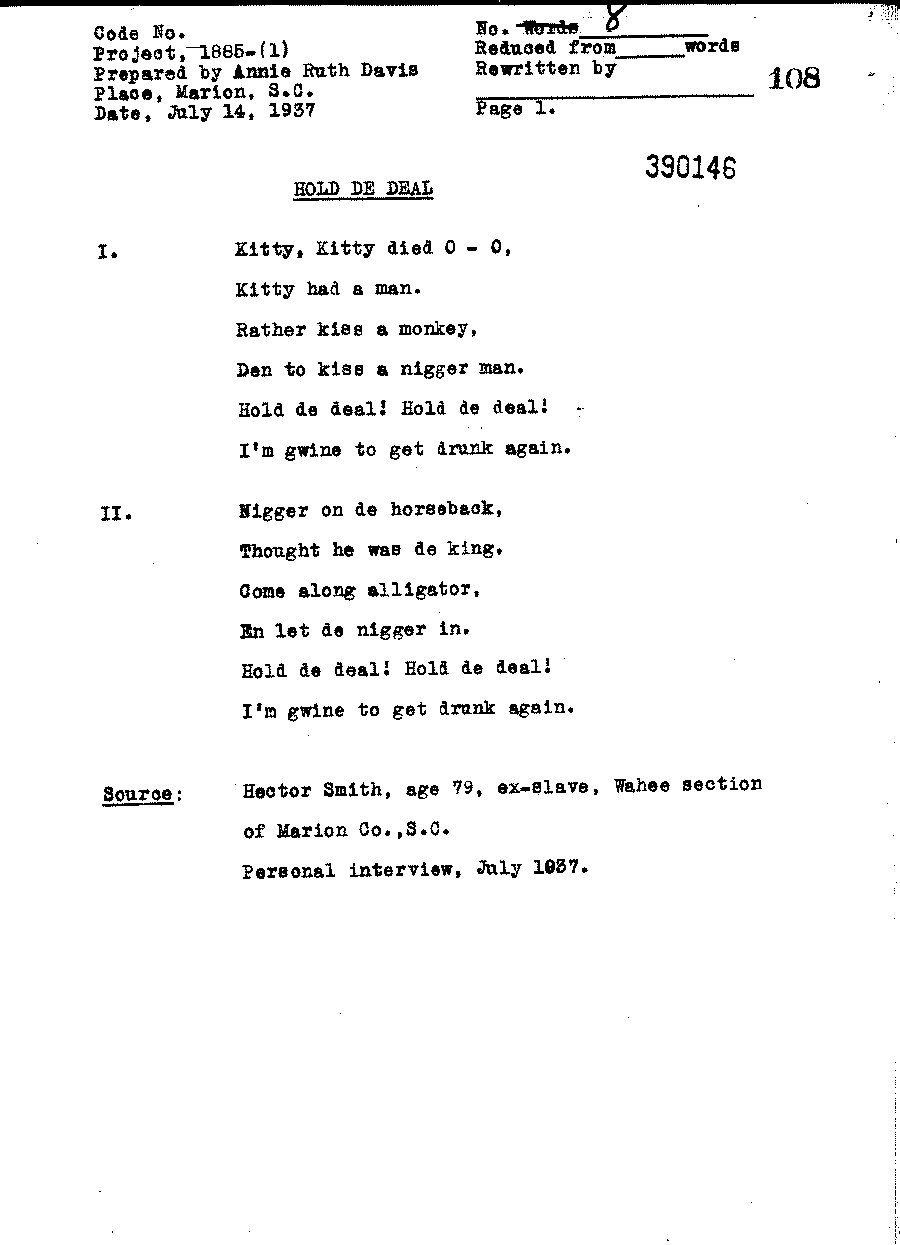 Code No.
Project, 1885-(1)
Prepared by Annie Ruth Davis
Place, Marion, S.C.
Date, July 14, 1937
No. Words 8
Reduced from words
Rewritten by
108
Page 1.
390146
HOLD DE DEAL
I. Kitty, Kitty died O - O,
Kitty had a man.
Rather kiss a monkey,
Den to kiss a nigger man.
Hold de deal! Hold de deal!
I'm gwine to get drunk again.
II. Nigger on de horseback,
Thought he was de king.
Come along alligator,
En let de nigger in.
Hold de deal! Hold de deal!
I'm gwine to get drunk again.
Source: Hector Smith, age 79, ex-slave, Wahee section
of Marion Co.,S.C.
Personal interview, July 1937.